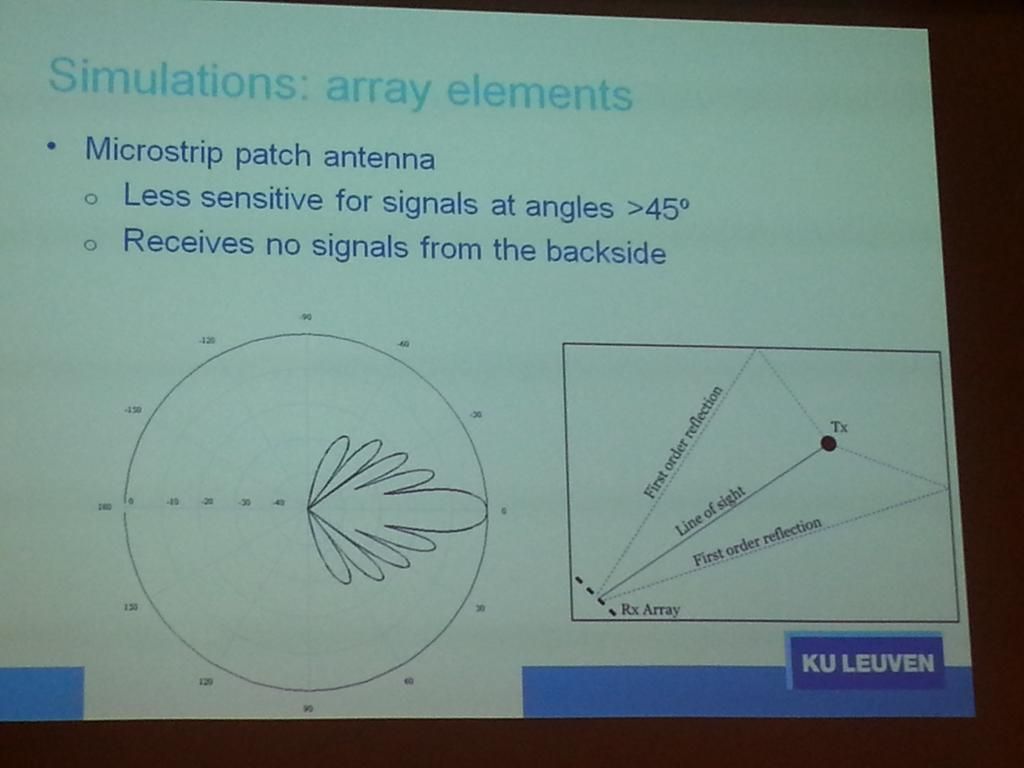 Simulations: array elements
• Microstrip patch antenna
o Less sensitive for signals at angles >45º
o Receives no signals from the backside
-90
-120
-60
-150
-30
180
0
-10
-20
-30
-40
0
150
30
120
60
90
First order reflection
Tx
Line of sight
First order reflection
Rx Array
KU LEUVEN